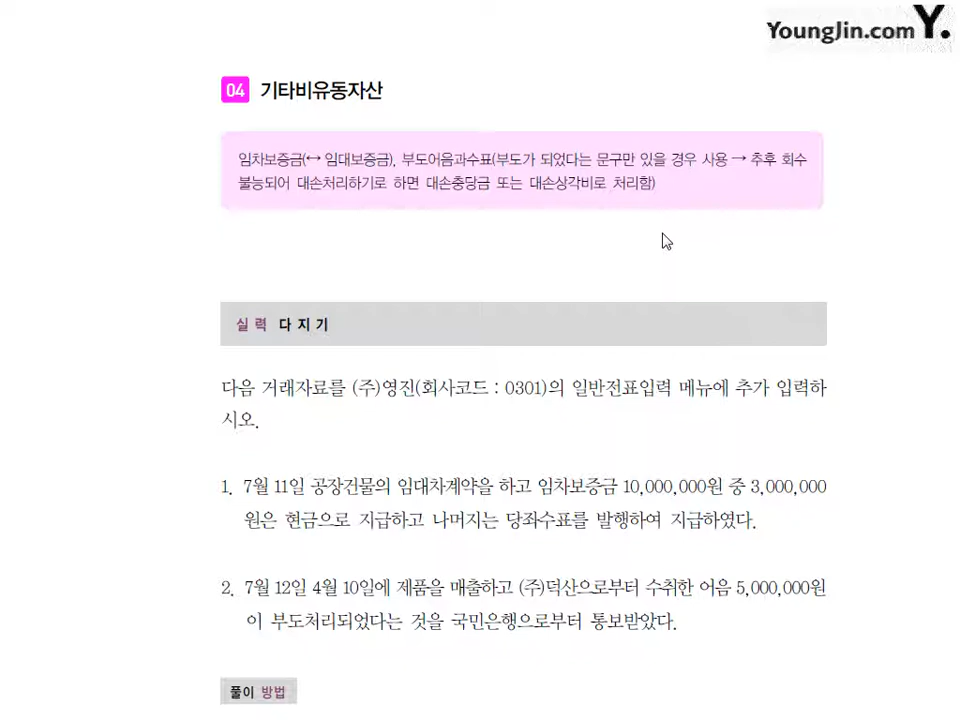 YoungJin.com Y.
04 기타비유동자산
임차보증금(↔ 임대보증금), 부도어음과수표(부도가 되었다는 문구만 있을 경우 사용 → 추후 회수
불능되어 대손처리하기로 하면 대손충당금 또는 대손상각비로 처리함)
실력 다지기
다음 거래자료를 (주)영진(회사코드 : 0301)의 일반전표입력 메뉴에 추가 입력하
시오.
1. 7월 11일 공장건물의 임대차계약을 하고 임차보증금 10,000,000원 중 3,000,000
원은 현금으로 지급하고 나머지는 당좌수표를 발행하여 지급하였다.
2. 7월 12일 4월 10일에 제품을 매출하고 (주)덕산으로부터 수취한 어음 5,000,000원
이 부도처리되었다는 것을 국민은행으로부터 통보받았다.
풀이 방법